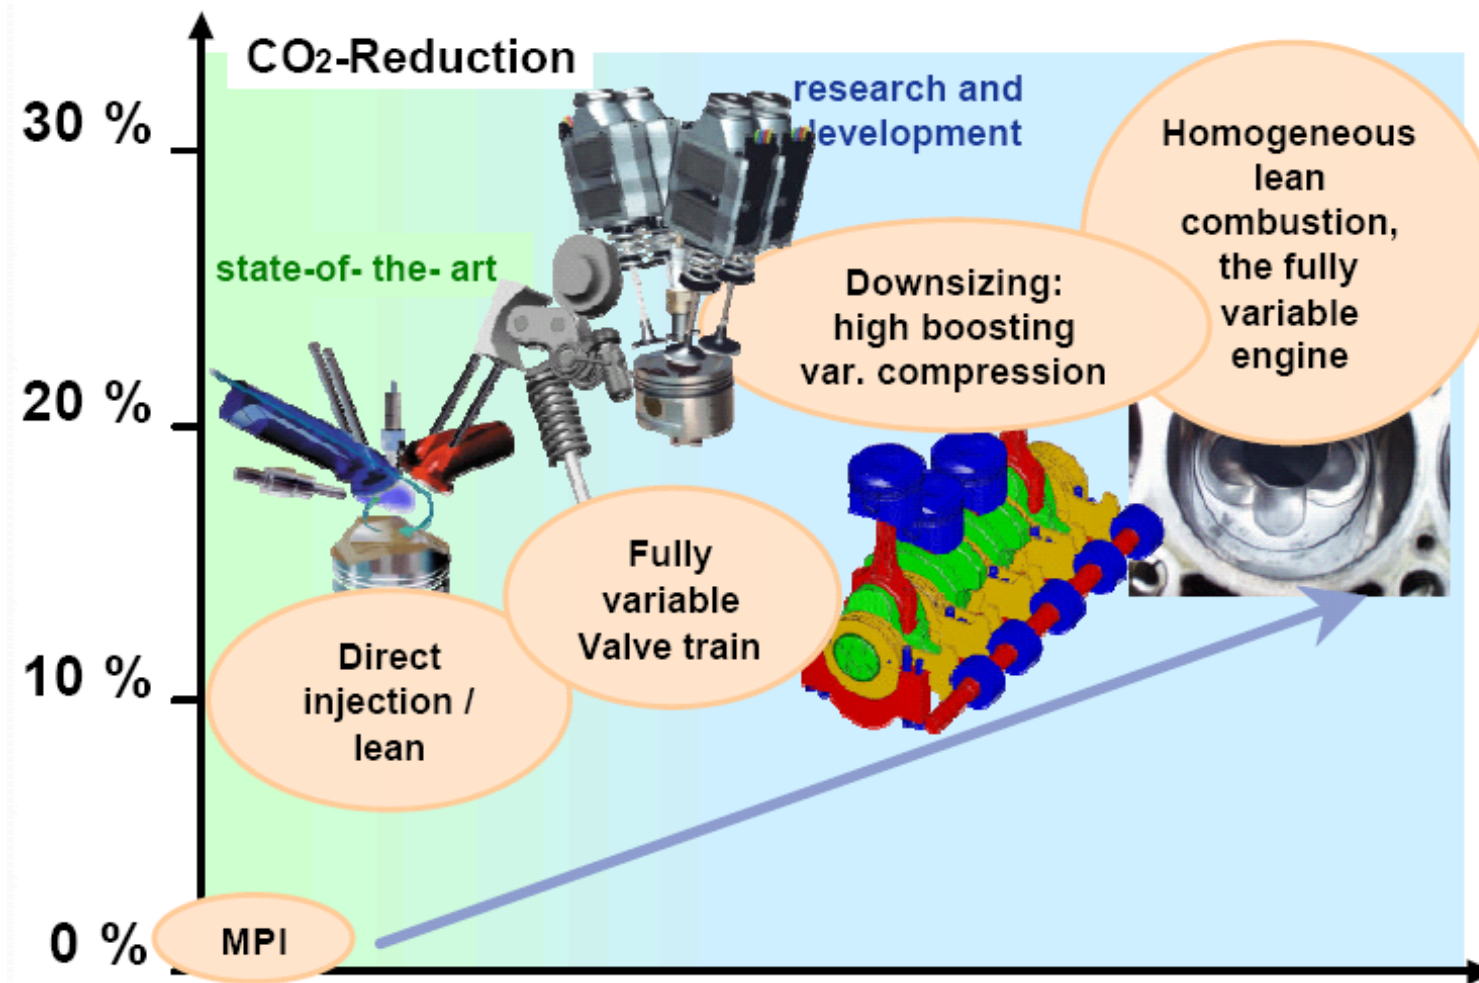 CO2-Reduction
30 %
20 %
10 %
0 %
state-of- the- art
research and
development
Homogeneous
lean
combustion,
the fully
variable
engine
Downsizing:
high boosting
var. compression
Fully
variable
Valve train
Direct
injection /
lean
MPI